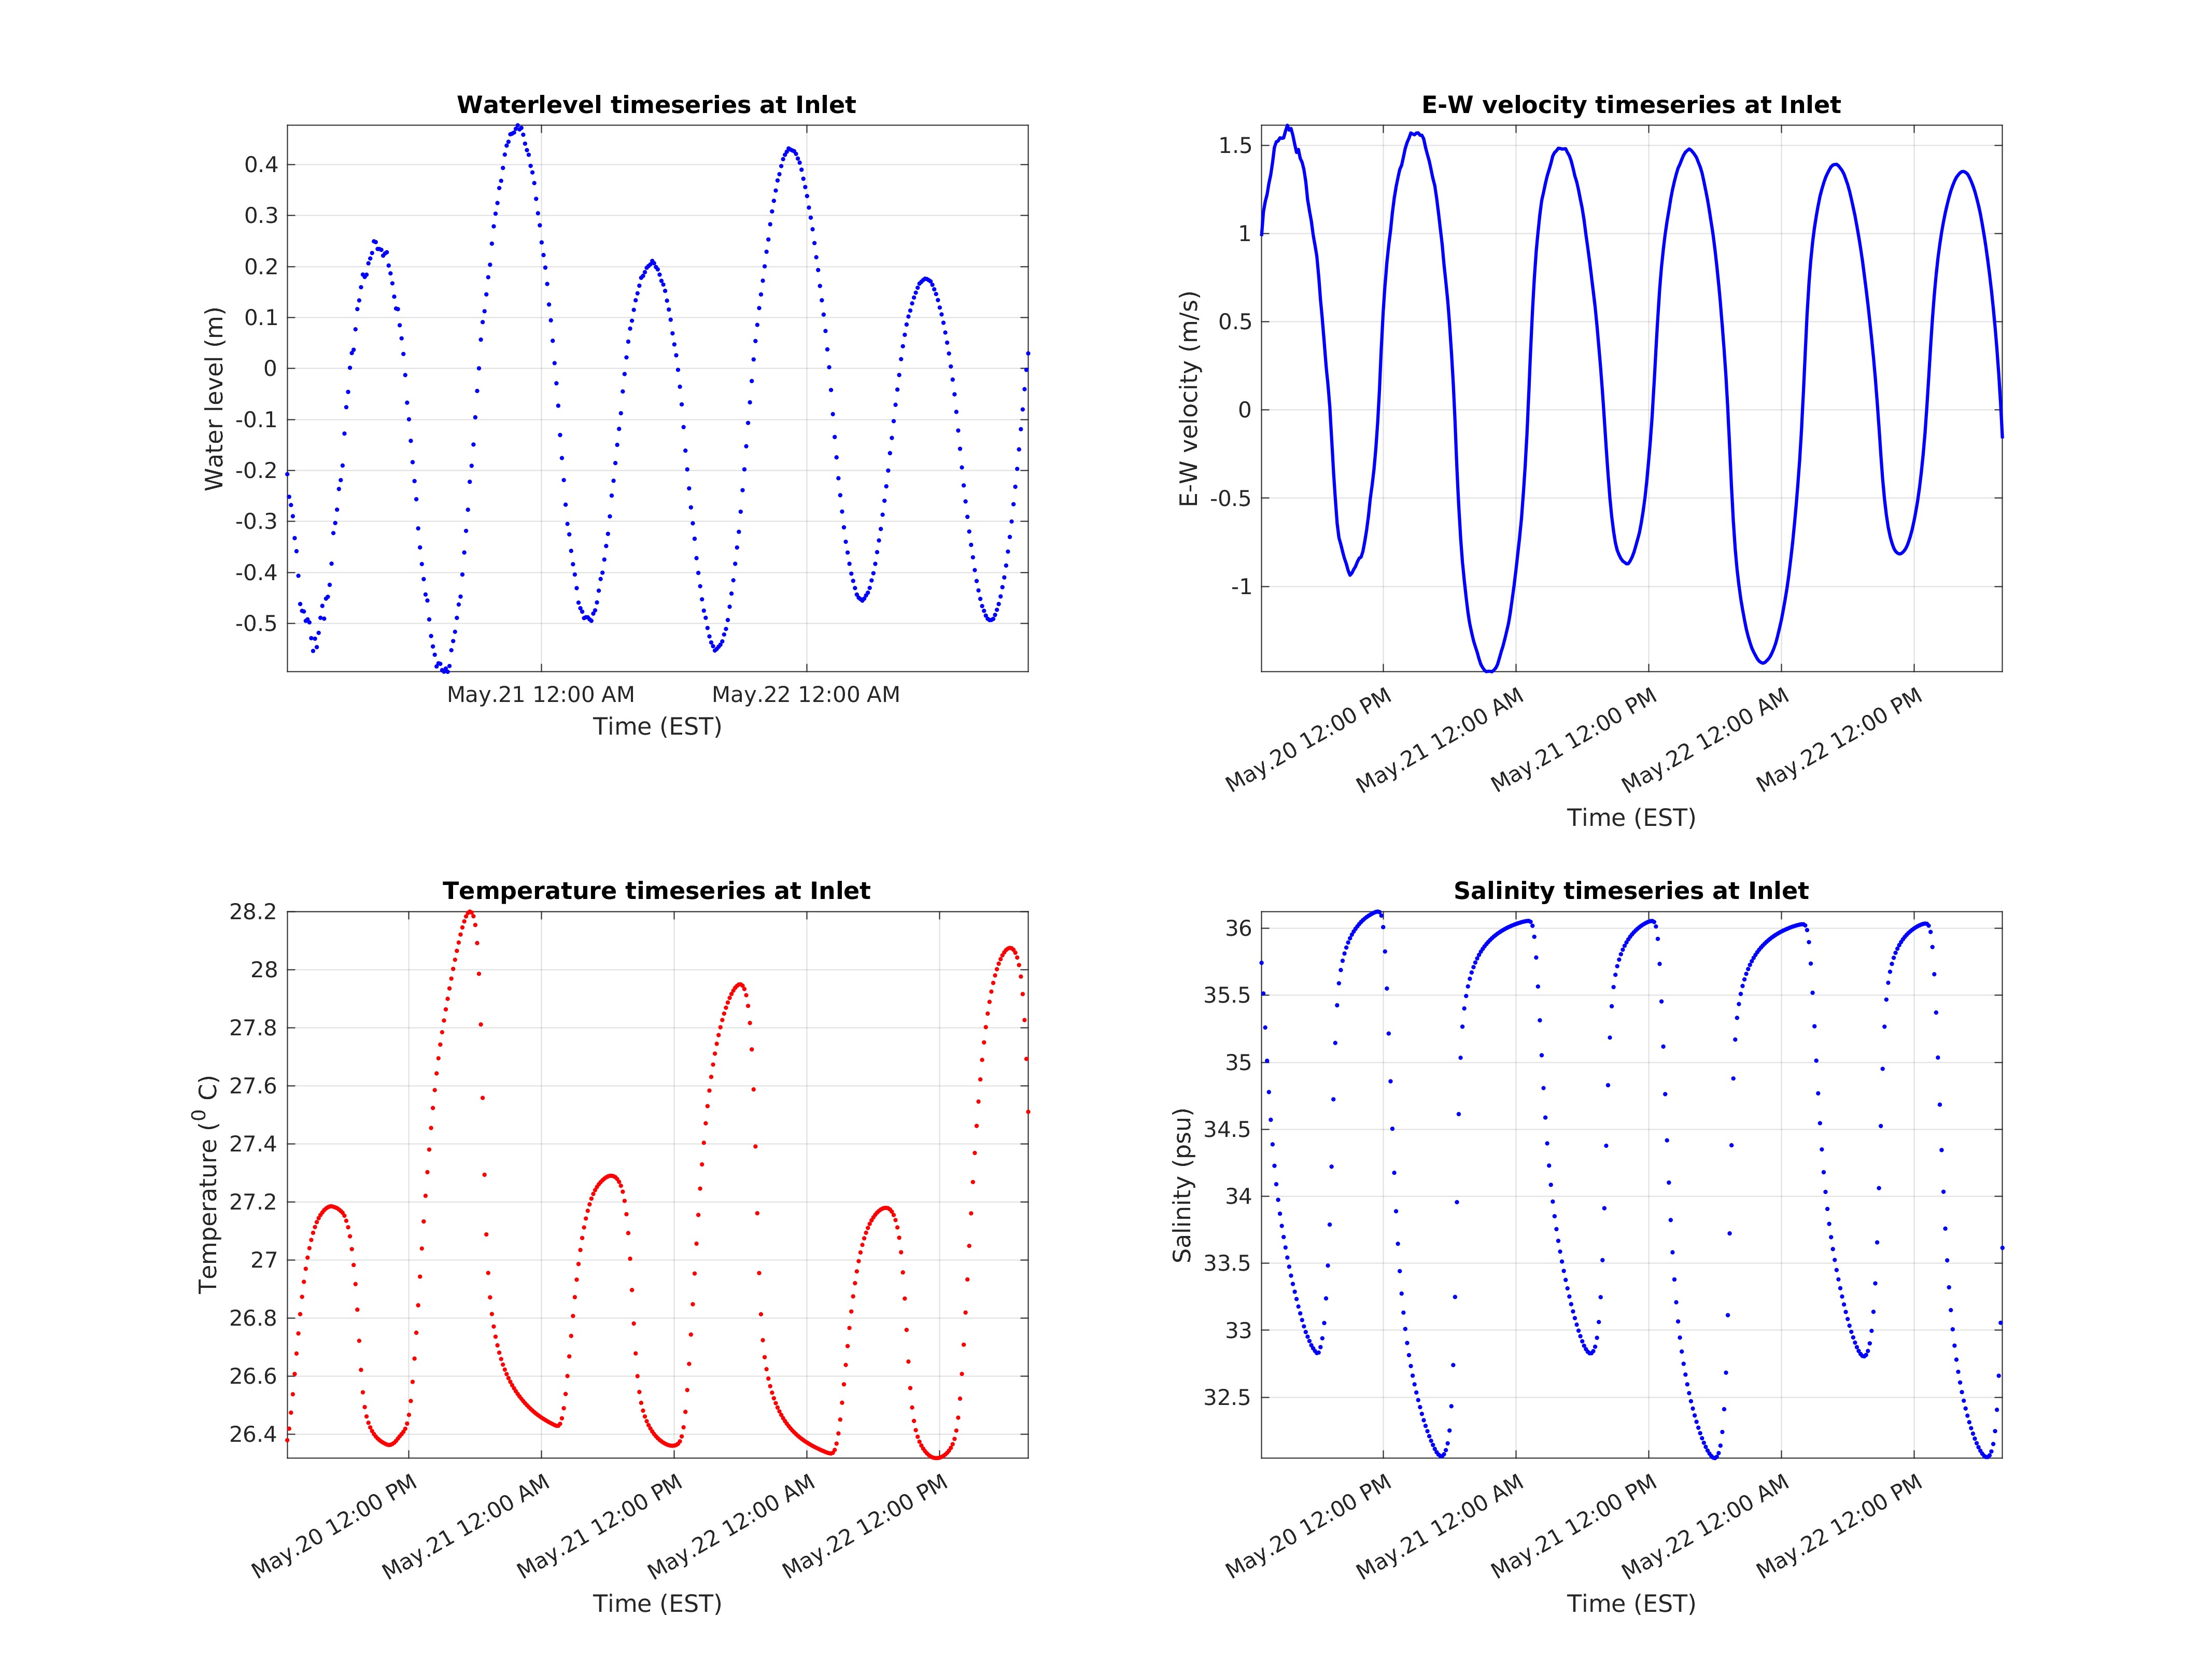 Waterlevel timeseries at Inlet
0.4
0.3
0.2
0.1
0
-0.1
-0.2
-0.3
-0.4
-0.5
Water level (m)
May.21 12:00 AM
May.22 12:00 AM
Time (EST)
E-W velocity timeseries at Inlet
1.5
1
0.5
0
-0.5
-1
E-W velocity (m/s)
May.20 12:00 PM
May.21 12:00 AM
May.21 12:00 PM
May.22 12:00 AM
May.22 12:00 PM
Time (EST)
Temperature timeseries at Inlet
28.2
28
27.8
27.6
27.4
27.2
27
26.8
26.6
26.4
Temperature (⁰ C)
May.20 12:00 PM
May.21 12:00 AM
May.21 12:00 PM
May.22 12:00 AM
May.22 12:00 PM
Time (EST)
Salinity timeseries at Inlet
36
35.5
35
34.5
34
33.5
33
32.5
Salinity (psu)
May.20 12:00 PM
May.21 12:00 AM
May.21 12:00 PM
May.22 12:00 AM
May.22 12:00 PM
Time (EST)